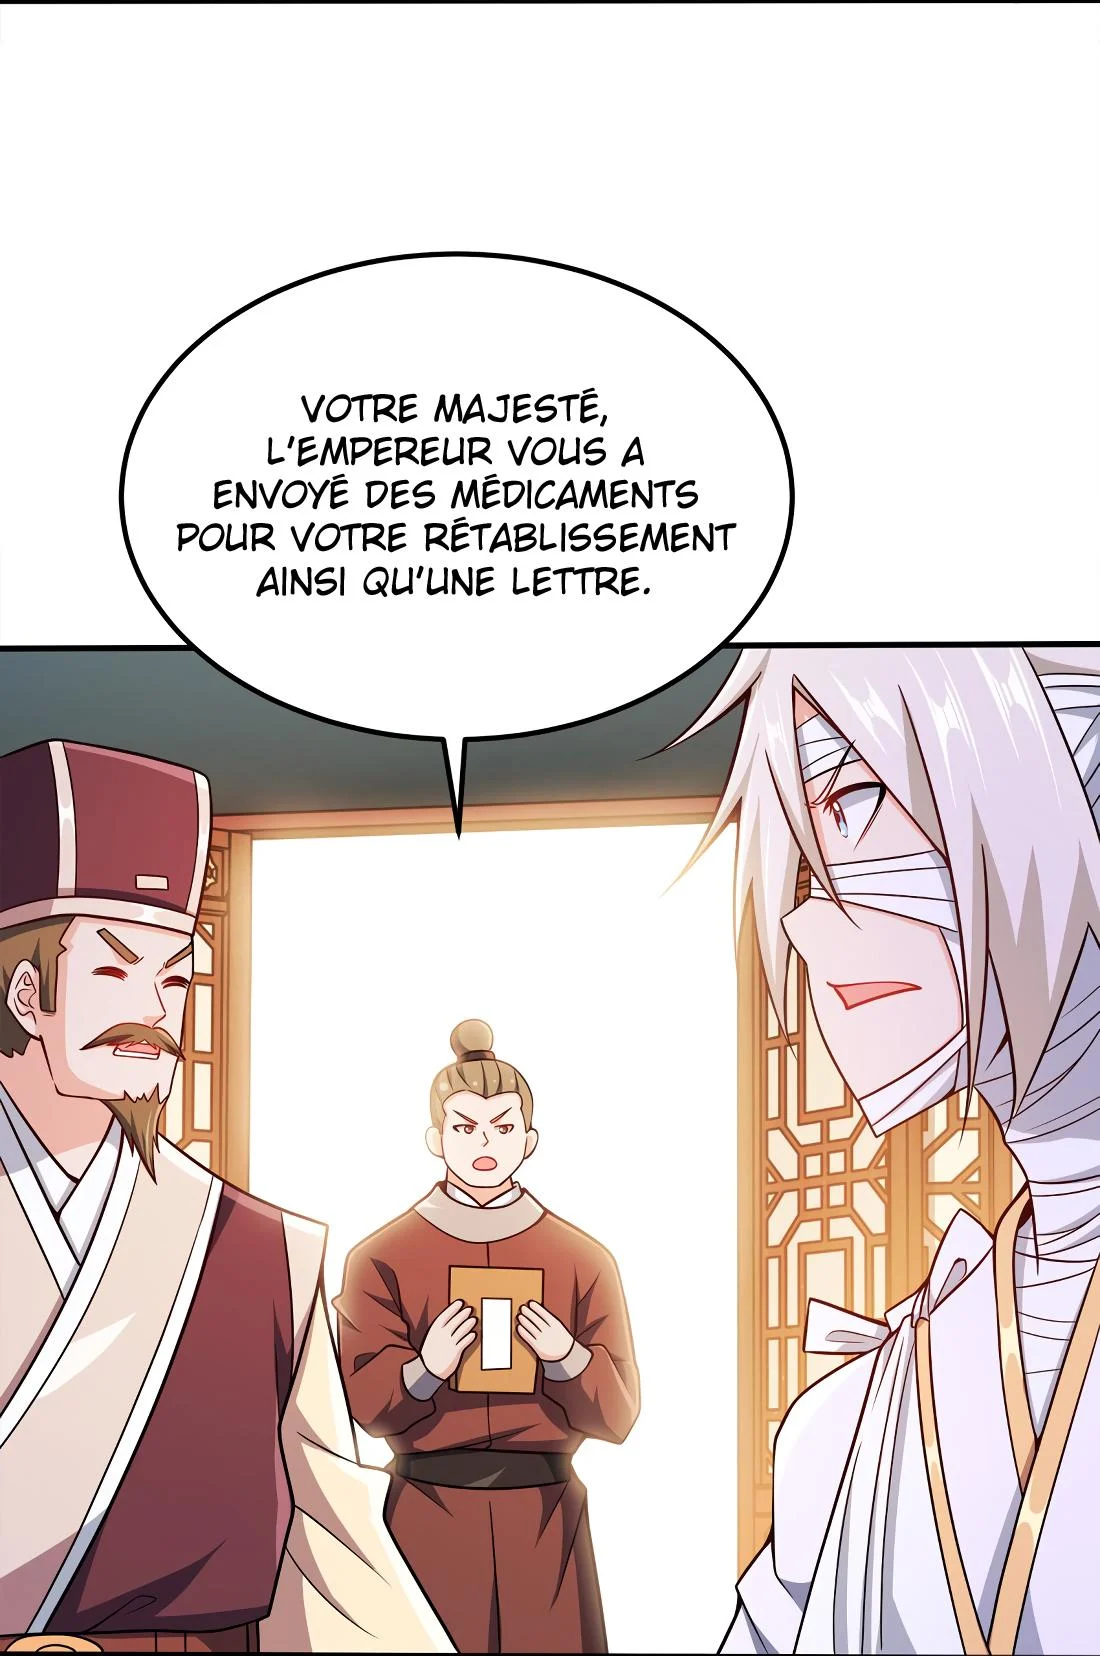 VOTRE MAJESTÉ,
L'EMPEREUR VOUS A
ENVOYÉ DES MÉDICAMENTS
POUR VOTRE RÉTABLISSEMENT
AINSI QU'UNE LETTRE.